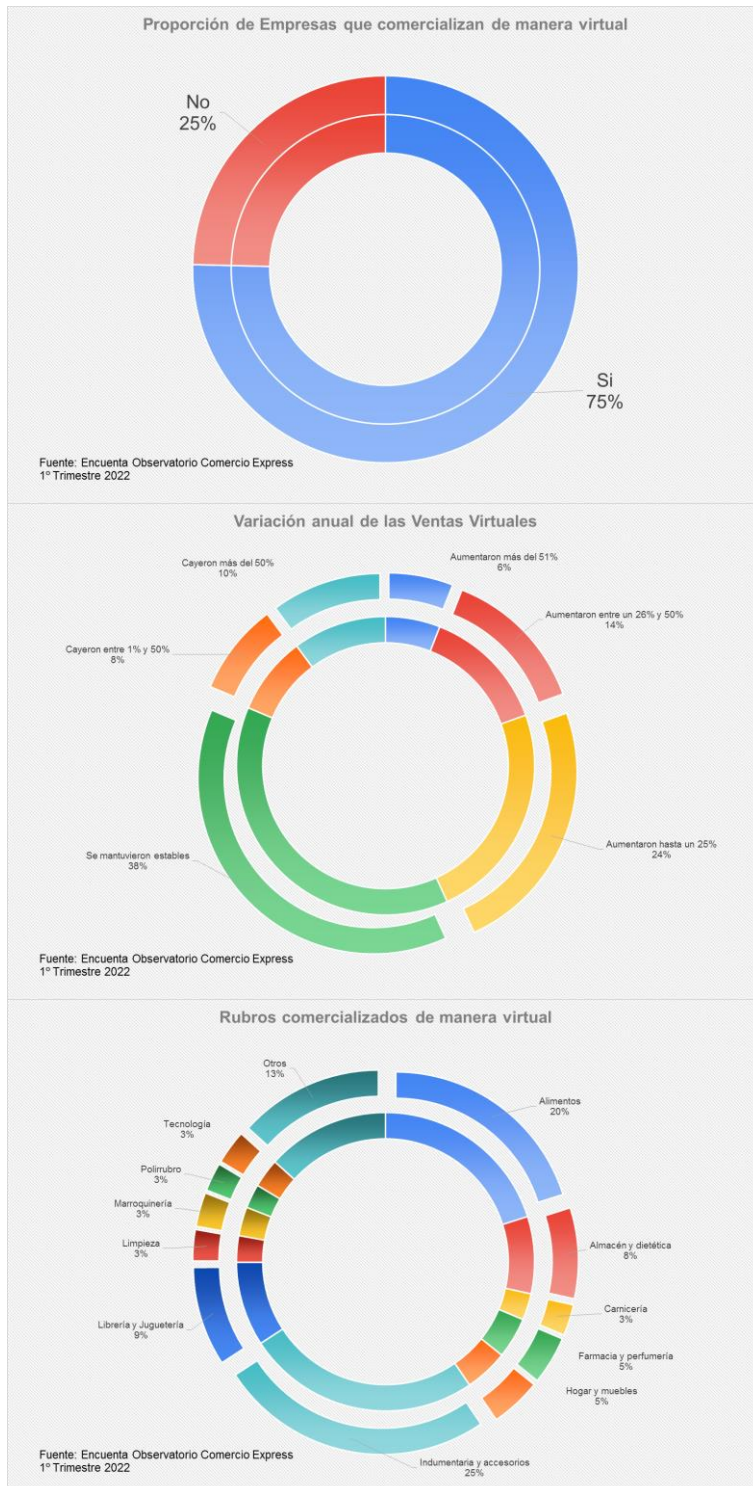 Proporción de Empresas que comercializan de manera virtual
No
25%
Si
75%
Fuente: Encuenta Observatorio Comercio Express
1º Trimestre 2022
Variación anual de las Ventas Virtuales
Cayeron más del 50%
10%
Aumentaron más del 51%
6%
Aumentaron entre un 26% y 50%
14%
Cayeron entre 1% y 50%
8%
Se mantuvieron estables
38%
Aumentaron hasta un 25%
24%
Fuente: Encuenta Observatorio Comercio Express
1º Trimestre 2022
Rubros comercializados de manera virtual
Otros
13%
Alimentos
20%
Tecnología
3%
Polirrubro
3%
Marroquinería
3%
Limpieza
3%
Almacén y dietética
8%
Carnicería
3%
Librería y Juguetería
9%
Farmacia y perfumería
5%
Hogar y muebles
5%
Indumentaria y accesorios
25%
Fuente: Encuenta Observatorio Comercio Express
1º Trimestre 2022